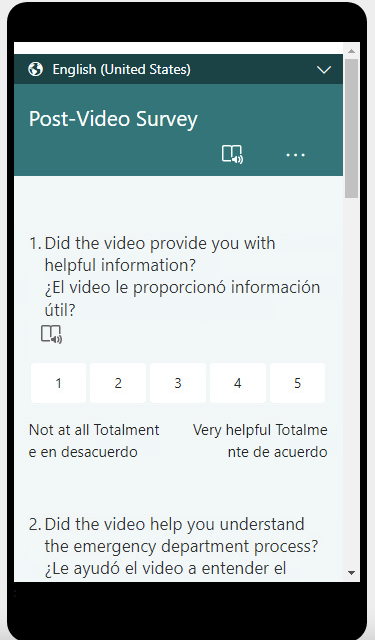 English (United States)
Post-Video Survey
1. Did the video provide you with
helpful information?
¿El video le proporcionó información
útil?
1 2 3 4 5
Not at all Totalment
e en desacuerdo
Very helpful Totalme
nte de acuerdo
2. Did the video help you understand
the emergency department process?
¿Le ayudó el video a entender el